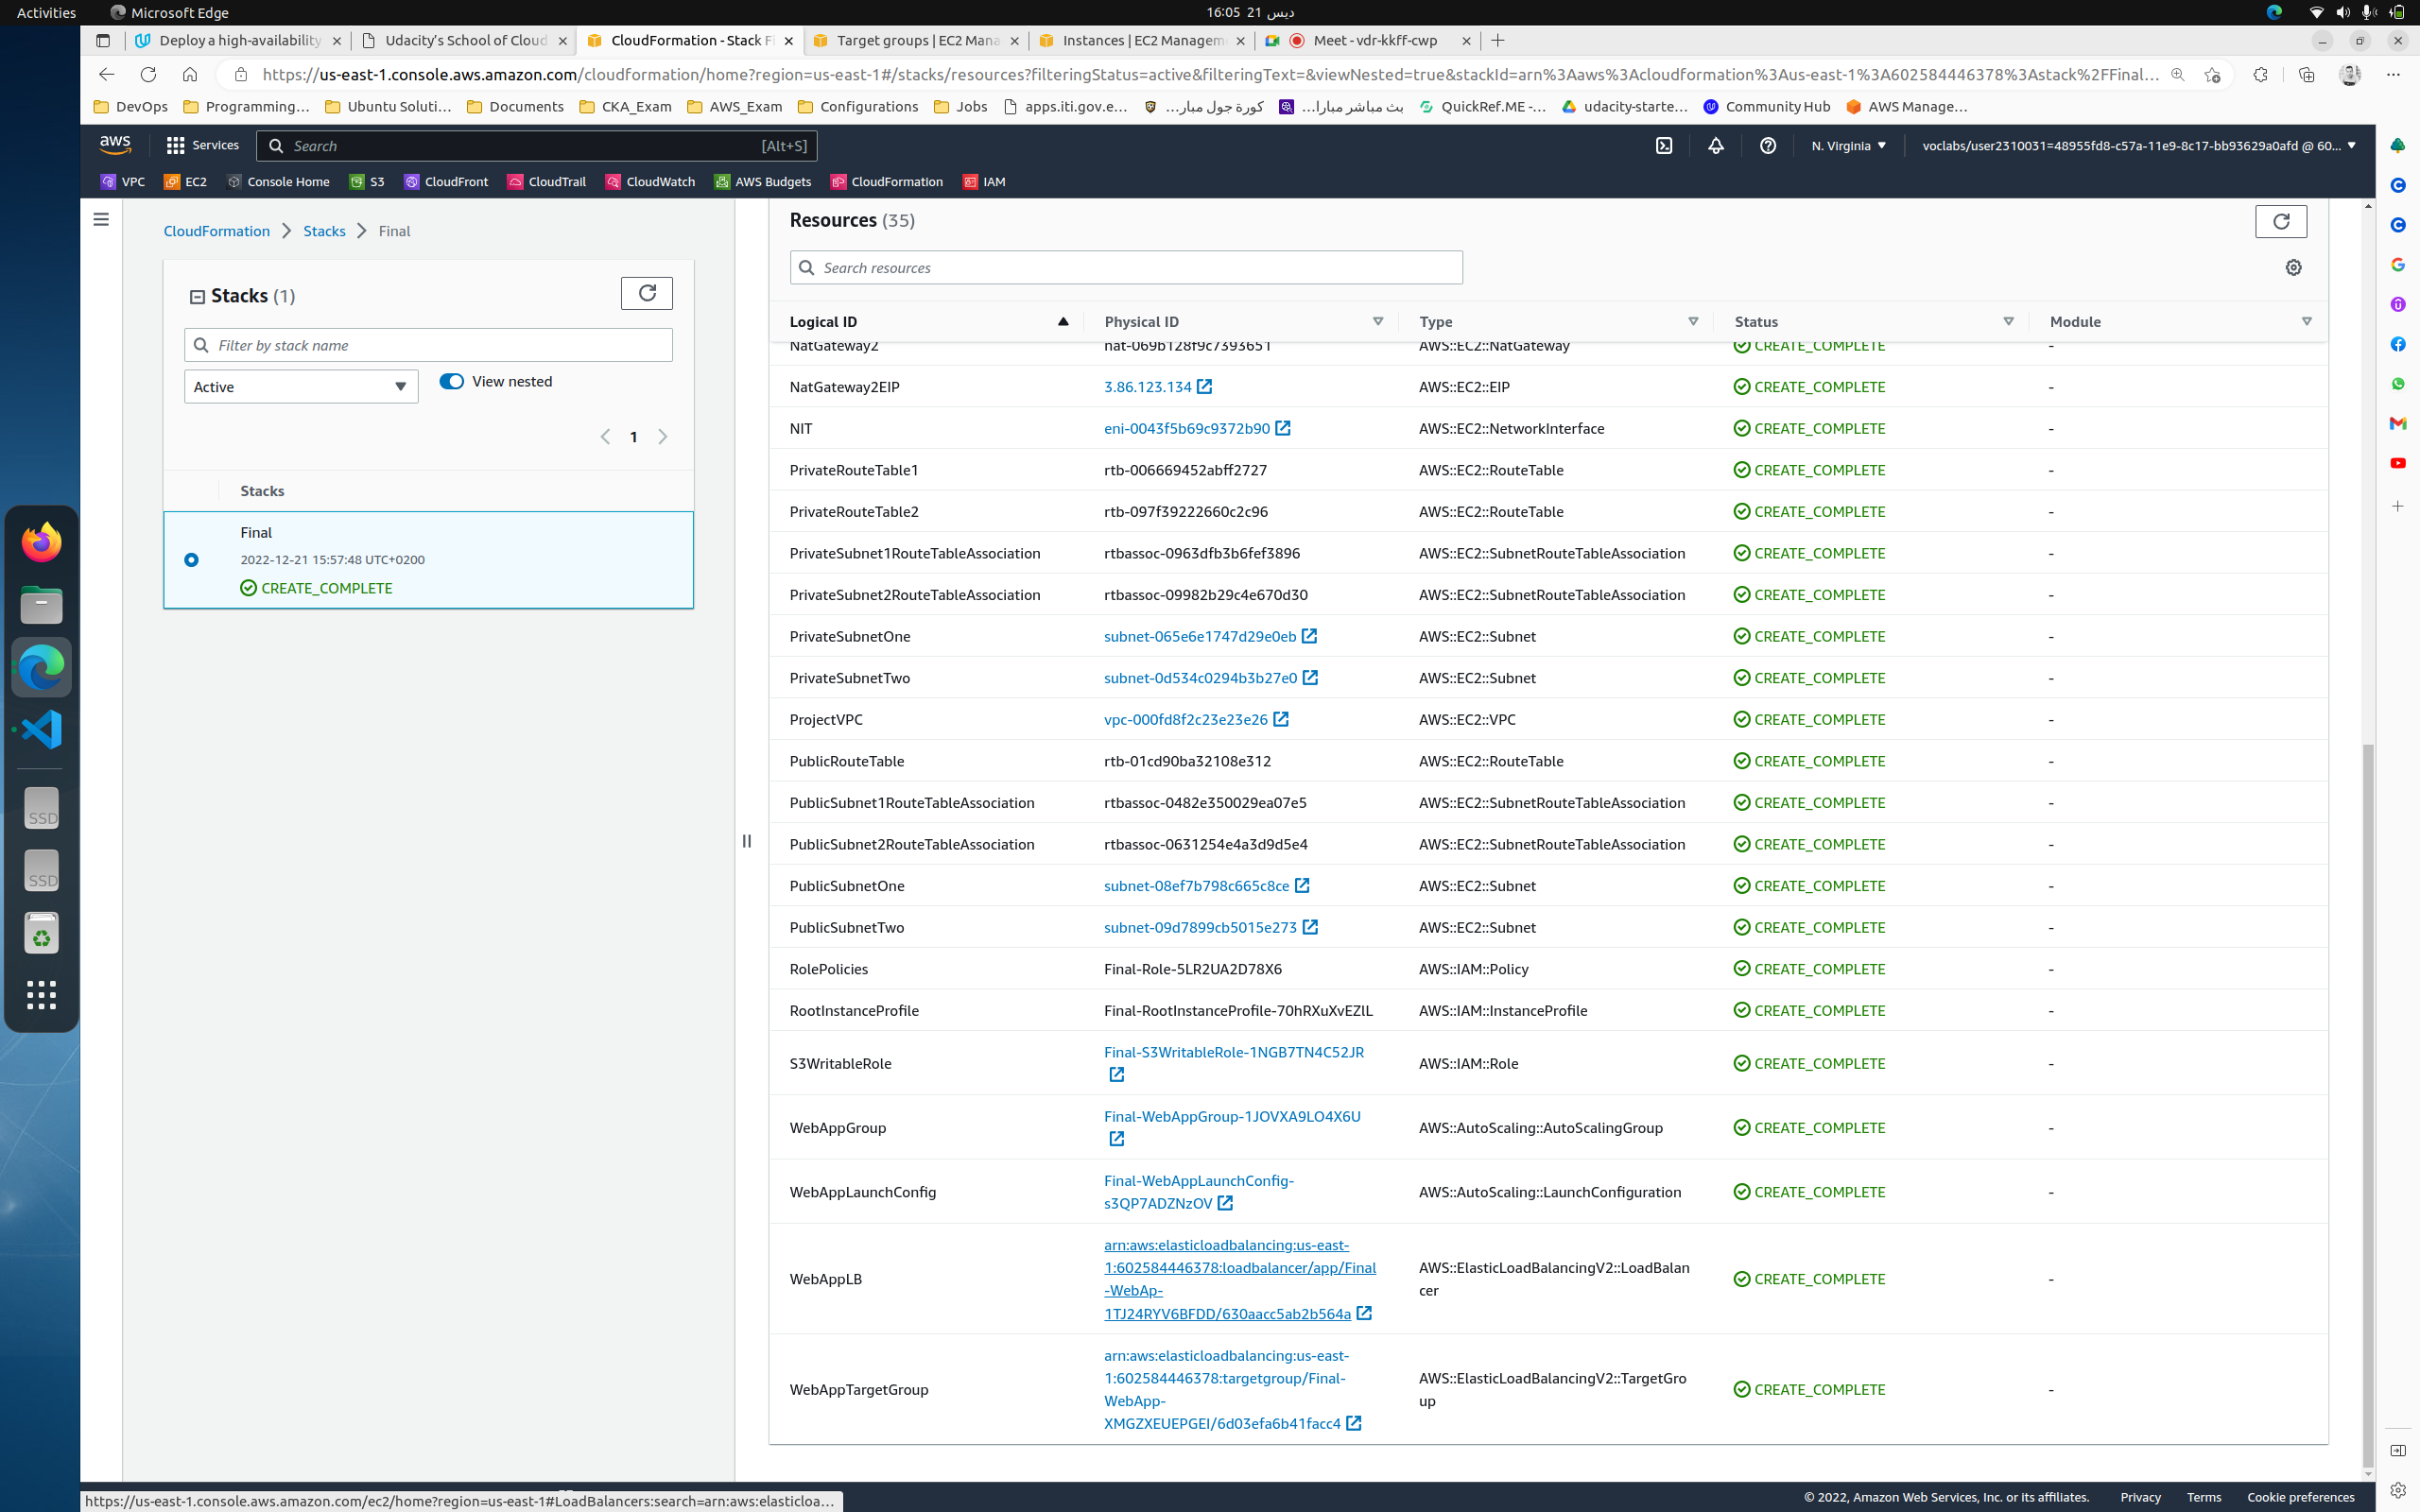 Activities
Microsoft Edge
16:05 21 ديس
Deploy a high-availability
Udacity's School of Cloud
CloudFormation - Stack Fi
Target groups | EC2 Mana
Instances | EC2 Managem
Meet - vdr-kkff-cwp
https://us-east-1.console.aws.amazon.com/cloudformation/home?region=us-east-1#/stacks/resources?filteringStatus=active&filteringText=&viewNested=true&stackId=arn%3Aaws%3Acloudformation%3Aus-east-1%3A602584446378%3Astack%2FFinal...
DevOps
Programming...
Ubuntu Soluti...
Documents
CKA_Exam
AWS_Exam
Configurations
Jobs
apps.iti.gov.e...
كورة جول مبار...
بث مباشر مبارا...
QuickRef.ME -...
udacity-starte...
Community Hub
AWS Manage...
aws
Services
Search
[Alt+S]
N. Virginia
voclabs/user2310031=48955fd8-c57a-11e9-8c17-bb93629a0afd @ 60...
VPC
EC2
Console Home
S3
CloudFront
CloudTrail
CloudWatch
AWS Budgets
CloudFormation
IAM
CloudFormation
Stacks
Final
Stacks (1)
Filter by stack name
Active
View nested
1
Stacks
Final
2022-12-21 15:57:48 UTC+0200
CREATE_COMPLETE
SSD
SSD
Resources (35)
Search resources
Logical ID Physical ID Type Status Module
NatGateway2 nat-069b128f9c7393651 AWS::EC2::NatGateway CREATE_COMPLETE -
NatGateway2EIP 3.86.123.134 AWS::EC2::EIP CREATE_COMPLETE -
NIT eni-0043f5b69c9372b90 AWS::EC2::NetworkInterface CREATE_COMPLETE -
PrivateRouteTable1 rtb-006669452abff2727 AWS::EC2::RouteTable CREATE_COMPLETE -
PrivateRouteTable2 rtb-097f39222660c2c96 AWS::EC2::RouteTable CREATE_COMPLETE -
PrivateSubnet1RouteTableAssociation rtbassoc-0963dfb3b6fef3896 AWS::EC2::SubnetRouteTableAssociation CREATE_COMPLETE -
PrivateSubnet2RouteTableAssociation rtbassoc-09982b29c4e670d30 AWS::EC2::SubnetRouteTableAssociation CREATE_COMPLETE -
PrivateSubnetOne subnet-065e6e1747d29e0eb AWS::EC2::Subnet CREATE_COMPLETE -
PrivateSubnetTwo subnet-0d534c0294b3b27e0 AWS::EC2::Subnet CREATE_COMPLETE -
ProjectVPC vpc-000fd8f2c23e23e26 AWS::EC2::VPC CREATE_COMPLETE -
PublicRouteTable rtb-01cd90ba32108e312 AWS::EC2::RouteTable CREATE_COMPLETE -
PublicSubnet1RouteTableAssociation rtbassoc-0482e350029ea07e5 AWS::EC2::SubnetRouteTableAssociation CREATE_COMPLETE -
PublicSubnet2RouteTableAssociation rtbassoc-0631254e4a3d9d5e4 AWS::EC2::SubnetRouteTableAssociation CREATE_COMPLETE -
PublicSubnetOne subnet-08ef7b798c665c8ce AWS::EC2::Subnet CREATE_COMPLETE -
PublicSubnetTwo subnet-09d7899cb5015e273 AWS::EC2::Subnet CREATE_COMPLETE -
RolePolicies Final-Role-5LR2UA2D78X6 AWS::IAM::Policy CREATE_COMPLETE -
RootInstanceProfile Final-RootInstanceProfile-70hRXuXvEZlL AWS::IAM::InstanceProfile CREATE_COMPLETE -
S3WritableRole Final-S3WritableRole-1NGB7TN4C52JR AWS::IAM::Role CREATE_COMPLETE -
WebAppGroup Final-WebAppGroup-1JOVXA9LO4X6U AWS::AutoScaling::AutoScalingGroup CREATE_COMPLETE -
WebAppLaunchConfig Final-WebAppLaunchConfig-
s3QP7ADZNzOV AWS::AutoScaling::LaunchConfiguration CREATE_COMPLETE -
WebAppLB arn:aws:elasticloadbalancing:us-east-
1:602584446378:loadbalancer/app/Final
-WebAp-
1TJ24RYV6BFDD/630aacc5ab2b564a
AWS::ElasticLoadBalancingV2::LoadBalan
cer
CREATE_COMPLETE -
WebAppTargetGroup arn:aws:elasticloadbalancing:us-east-
1:602584446378:targetgroup/Final-
WebApp-
XMGZXEUEPGEI/6d03efa6b41facc4
AWS::ElasticLoadBalancingV2::TargetGro
up
CREATE_COMPLETE -
https://us-east-1.console.aws.amazon.com/ec2/home?region=us-east-1#LoadBalancers:search=arn:aws:elasticloa...
© 2022, Amazon Web Services, Inc. or its affiliates.
Privacy
Terms
Cookie preferences